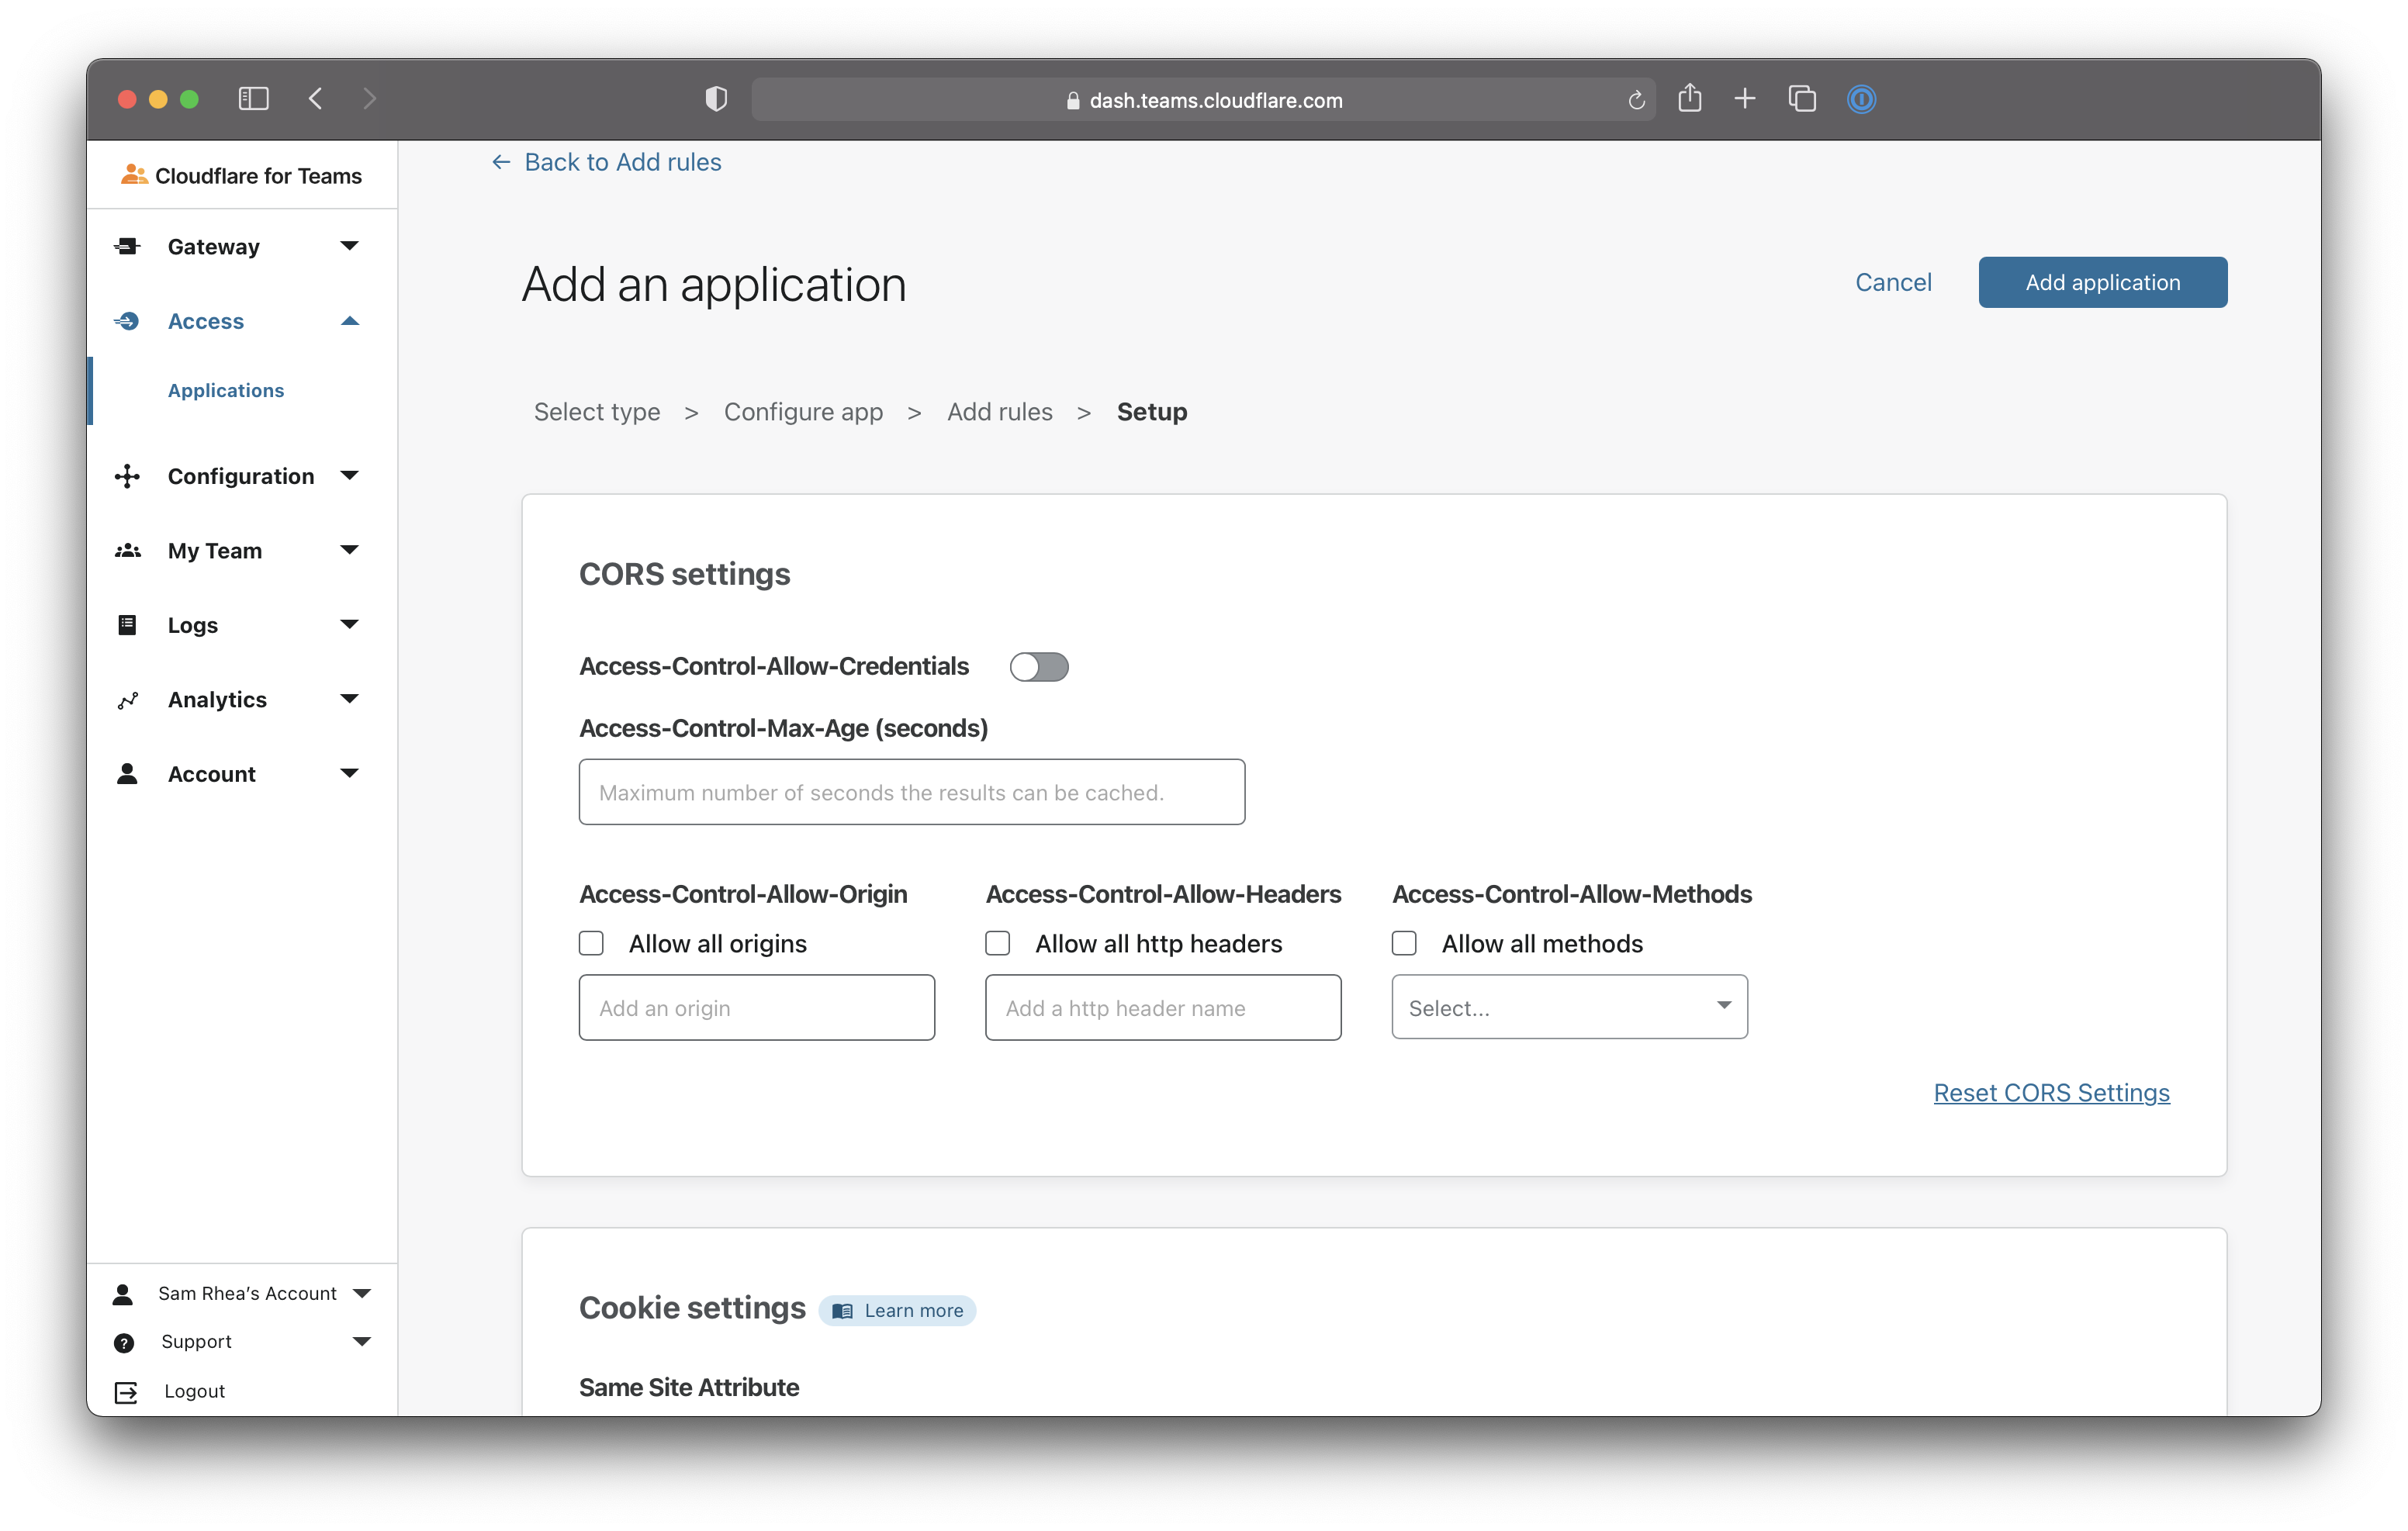 dash.teams.cloudflare.com
Cloudflare for Teams
Gateway
Access
Applications
Configuration
My Team
Logs
Analytics
Account
Sam Rhea’s Account
Support
Logout
← Back to Add rules
Add an application
Cancel
Add application
Select type > Configure app > Add rules > Setup
CORS settings
Access-Control-Allow-Credentials
Access-Control-Max-Age (seconds)
Maximum number of seconds the results can be cached.
Access-Control-Allow-Origin
Allow all origins
Add an origin
Access-Control-Allow-Headers
Allow all http headers
Add a http header name
Access-Control-Allow-Methods
Allow all methods
Select...
Reset CORS Settings
Cookie settings
Learn more
Same Site Attribute